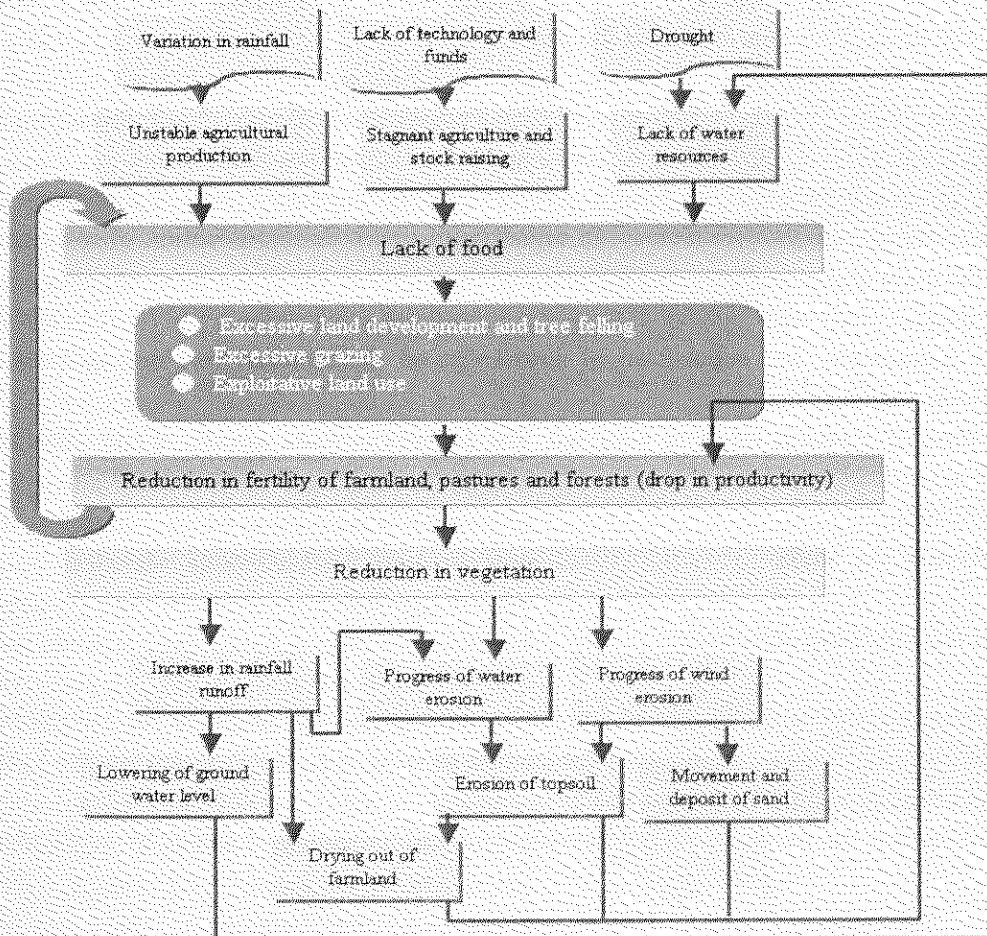 Variation in rainfall
Lack of technology and
funds
Drought
Unstable agricultural
production
Stagnant agriculture and
stock raising
Lack of water
resources
Lack of food
Excessive land development and tree falling
Excessive grazing
Exploitative land use
Reduction in fertility of farmland, pastures and forests (drop in productivity)
Reduction in vegetation
Increase in rainfall
runoff
Progress of water
erosion
Progress of wind
erosion
Lowering of ground
water level
Erosion of topsoil
Movement and
deposit of sand
Drying out of
farmland